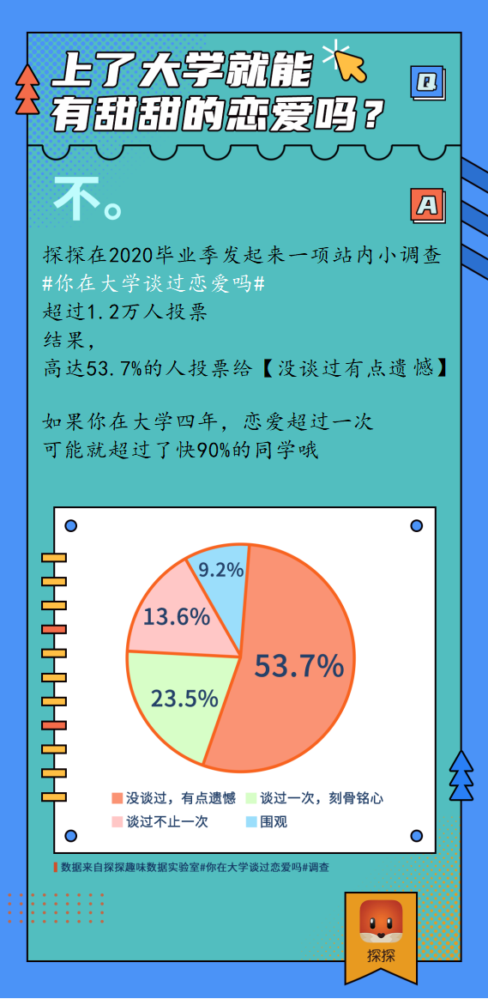 上了大学就能
有甜甜的恋爱吗?
Q
不。
A
探探在2020毕业季发起来一项站内小调查
#你在大学谈过恋爱吗#
超过1.2万人投票
结果，
高达53.7%的人投票给【没谈过有点遗憾】
如果你在大学四年，恋爱超过一次
可能就超过了快90%的同学哦
9.2%
13.6%
53.7%
23.5%
没谈过，有点遗憾 谈过一次，刻骨铭心
谈过不止一次 围观
数据来自探探趣味数据实验室#你在大学谈过恋爱吗#调查
探探